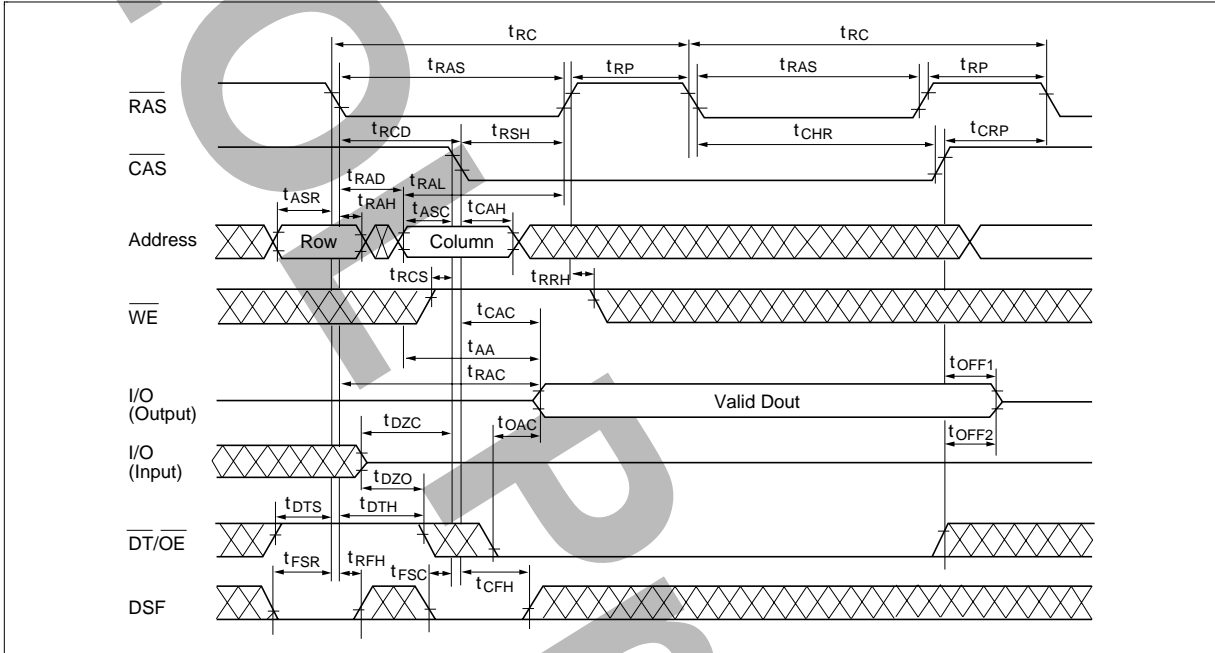 tRC tRC
tRAS tRP tRAS tRP
RAS
tRCD tRSH tCHR tCRP
CAS
tRAD tRAL
tASR tRAH tASC tCAH
Address Row Column
tRCS tRRH
WE
tCAC
tAA
tRAC tOFF1
I/O
(Output) Valid Dout
tDZC tOAC tOFF2
I/O
(Input)
tDZO
tDTS tDTH
DT/OE
tFSR tRFH tFSC tCFH
DSF